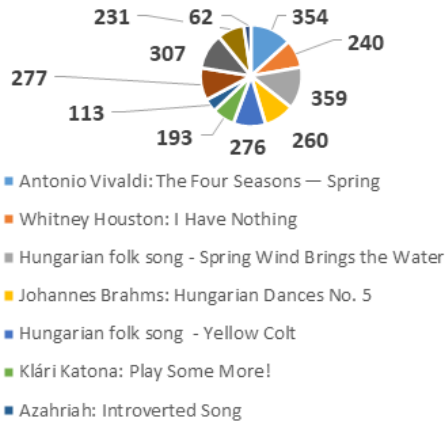 231
62
354
240
307
277
359
113
193
276
260
Antonio Vivaldi: The Four Seasons — Spring
Whitney Houston: I Have Nothing
Hungarian folk song - Spring Wind Brings the Water
Johannes Brahms: Hungarian Dances No. 5
Hungarian folk song  - Yellow Colt
Klári Katona: Play Some More!
Azahriah: Introverted Song